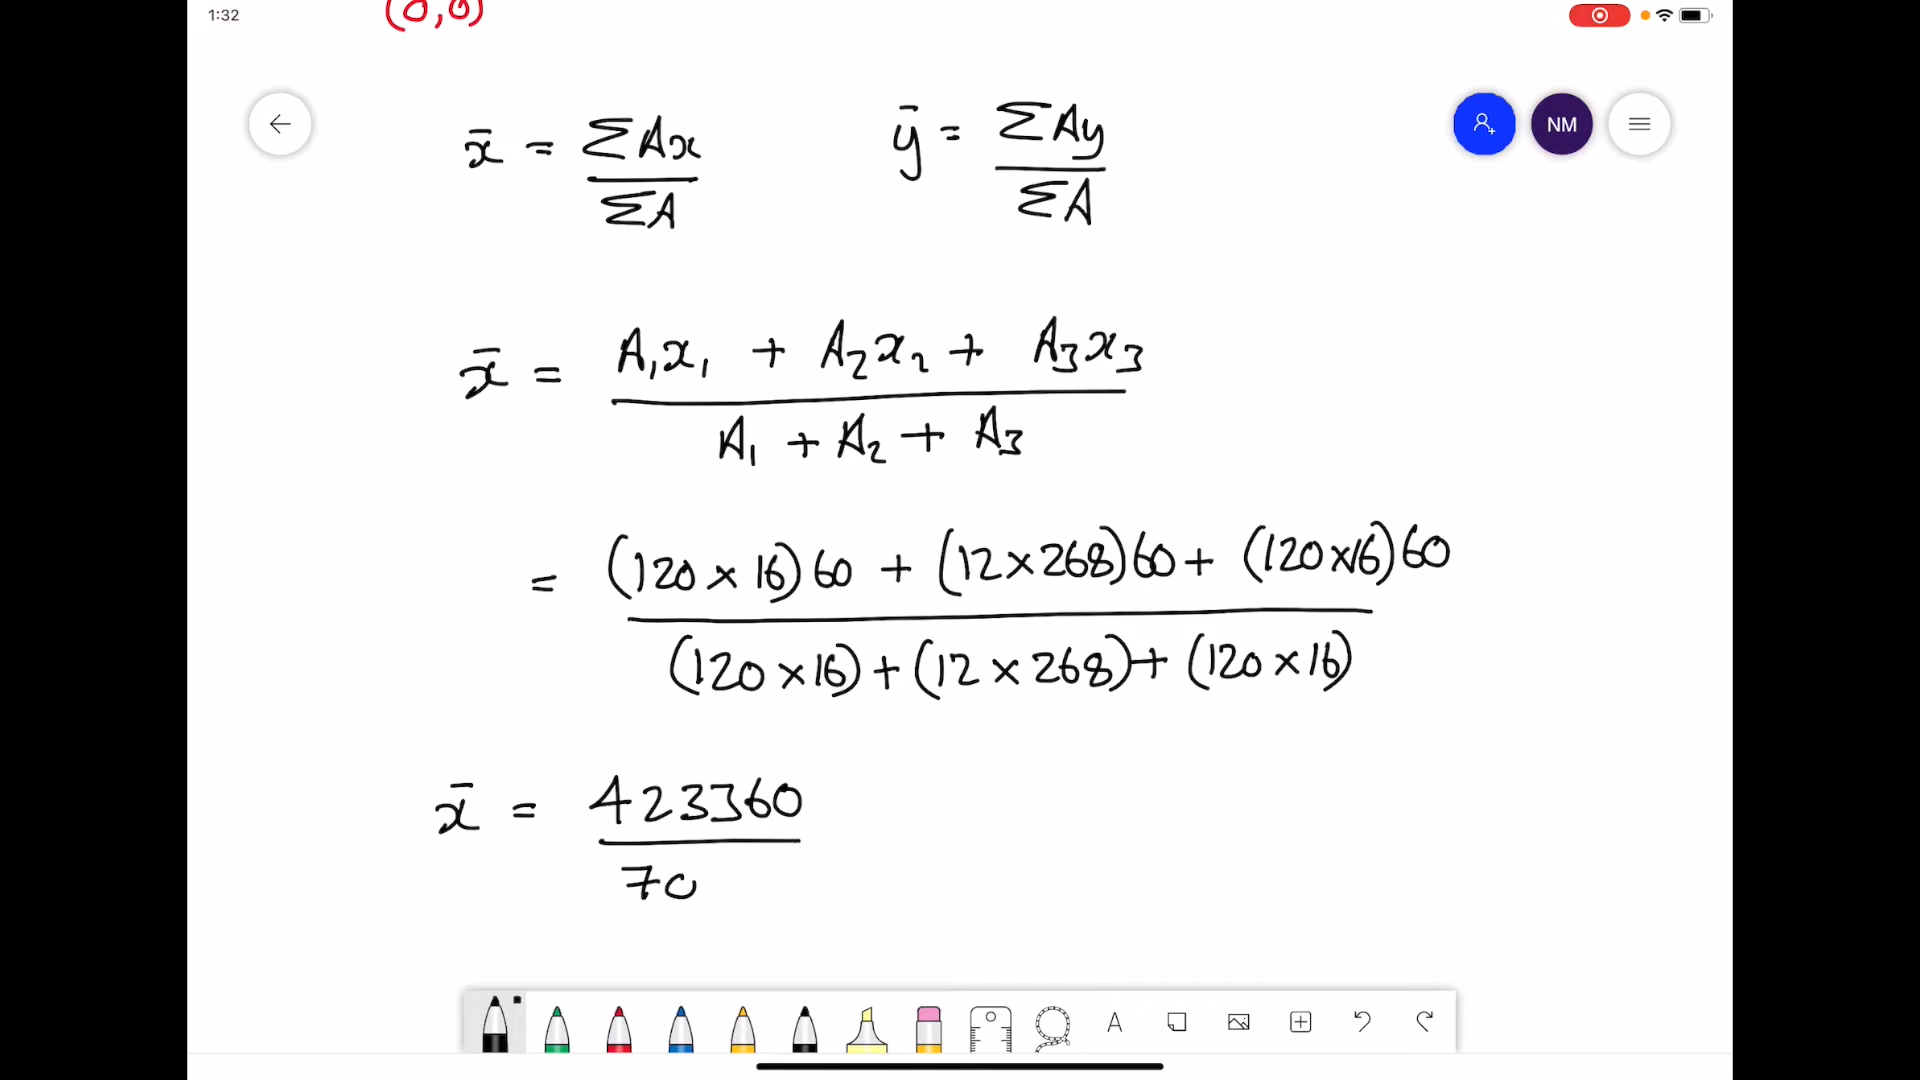 1:32
(0,0)
x̄ = ΣAx / ΣA    ȳ = ΣAy / ΣA
NM
x̄ = A₁x₁ + A₂x₂ + A₃x₃ / A₁ + A₂ + A₃
= (120 × 16) 60 + (12 × 268) 60 + (120 × 16) 60 / (120 × 16) + (12 × 268) + (120 × 16)
x̄ = 423360 / 70
A